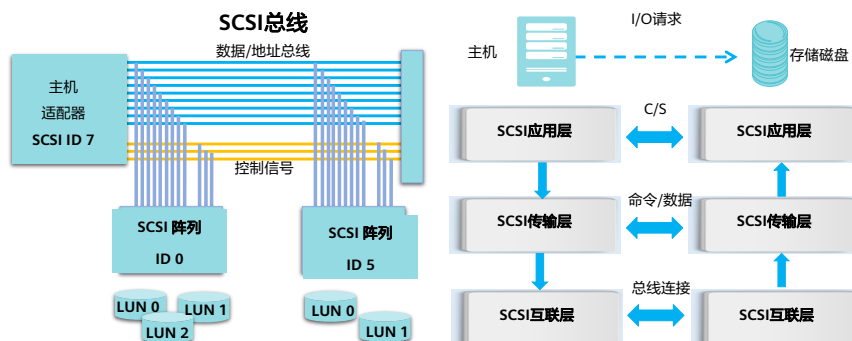 SCSI总线
数据/地址总线
主机
适配器
SCSI ID 7
控制信号
SCSI 阵列
ID 0
SCSI 阵列
ID 5
LUN 0
LUN 1
LUN 2
LUN 0
LUN 1
I/O请求
主机
存储磁盘
C/S
SCSI应用层
SCSI应用层
命令/数据
SCSI传输层
SCSI传输层
总线连接
SCSI互联层
SCSI互联层